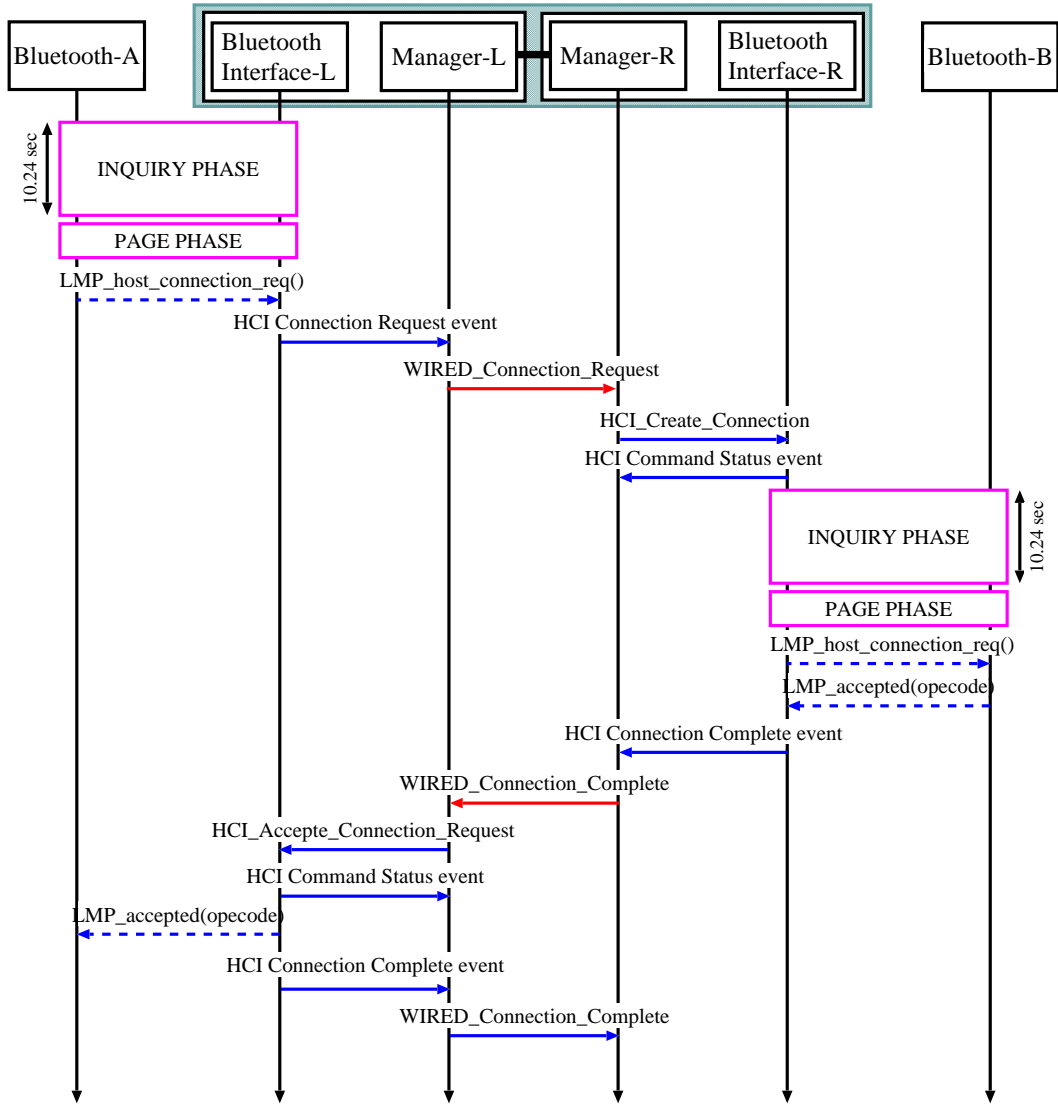 Bluetooth-A
Bluetooth
Interface-L
Manager-L
Manager-R
Bluetooth
Interface-R
Bluetooth-B
10.24 sec
INQUIRY PHASE
PAGE PHASE
LMP_host_connection_req()
HCI Connection Request event
WIRED_Connection_Request
HCI_Create_Connection
HCI Command Status event
INQUIRY PHASE
10.24 sec
PAGE PHASE
LMP_host_connection_req()
LMP_accepted(opecode)
HCI Connection Complete event
WIRED_Connection_Complete
HCI_Accepte_Connection_Request
HCI Command Status event
LMP_accepted(opecode)
HCI Connection Complete event
WIRED_Connection_Complete